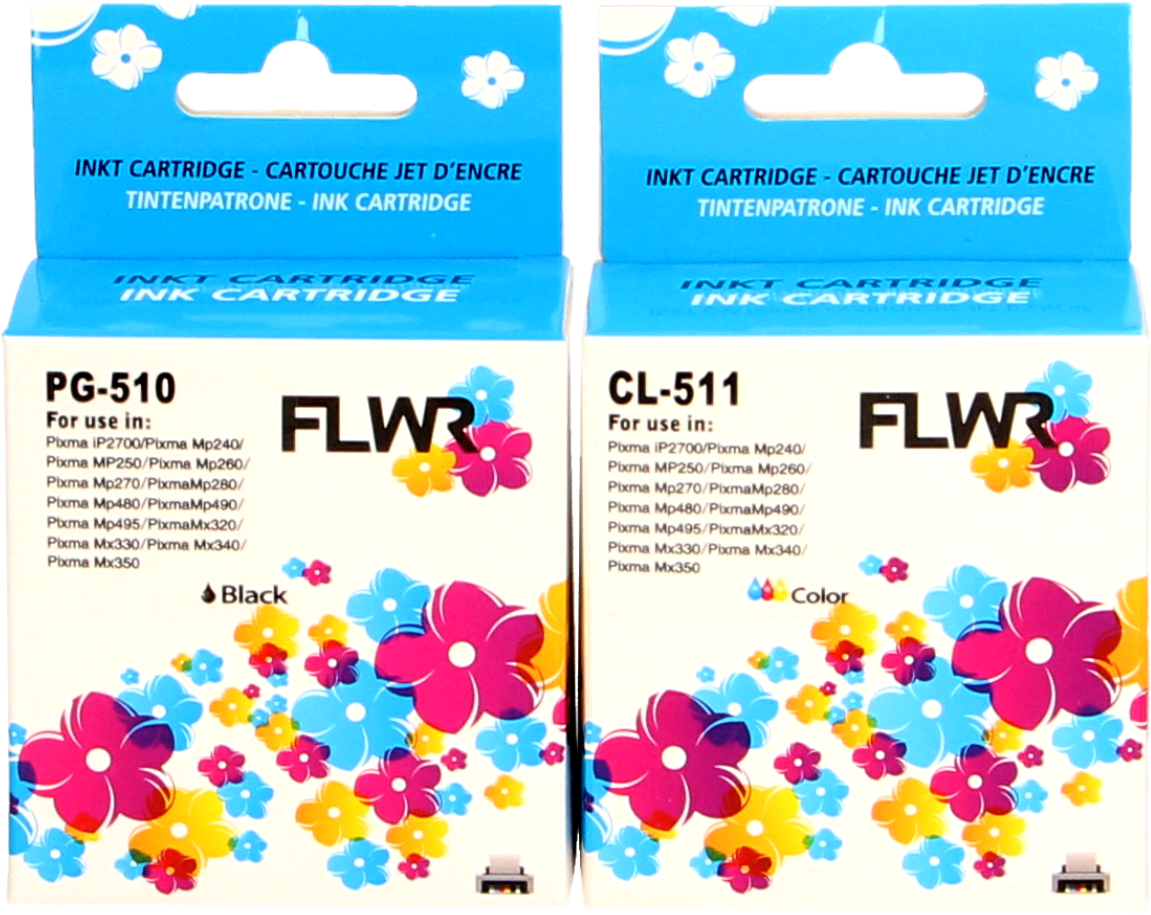 INKT CARTRIDGE - CARTOUCHE JET D'ENCRE
TINTENPATRONE - INK CARTRIDGE
INKT CARTRIDGE
INK CARTRIDGE
PG-510
For use in:
Pixma iP2700/Pixma Mp240/
Pixma MP250/Pixma Mp260/
Pixma Mp270/PixmaMp280/
Pixma Mp480/PixmaMp490/
Pixma Mp495/PixmaMx320/
Pixma Mx330/Pixma Mx340/
Pixma Mx350
FLWR
Black
INKT CARTRIDGE - CARTOUCHE JET D'ENCRE
TINTENPATRONE - INK CARTRIDGE
INKT CARTRIDGE
INK CARTRIDGE
CL-511
For use in:
Pixma iP2700/Pixma Mp240/
Pixma MP250/Pixma Mp260/
Pixma Mp270/PixmaMp280/
Pixma Mp480/PixmaMp490/
Pixma Mp495/PixmaMx320/
Pixma Mx330/Pixma Mx340/
Pixma Mx350
FLWR
Color